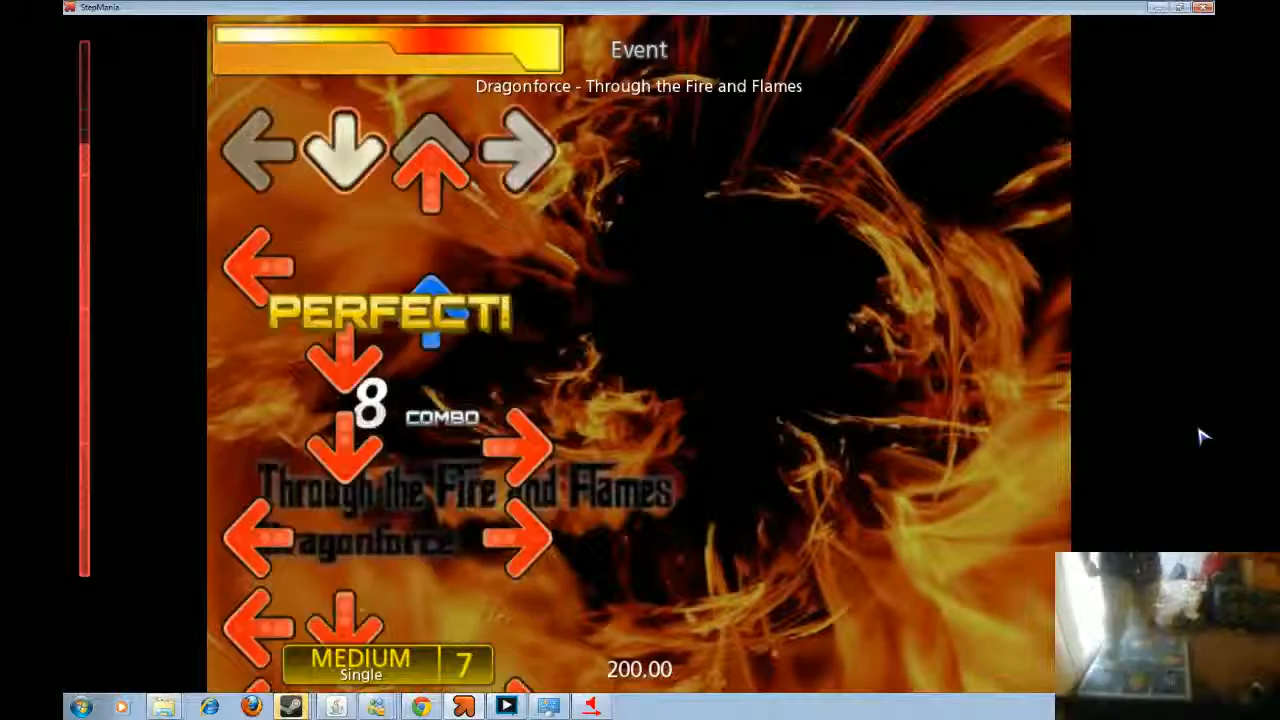 StepMania
Event
Dragonforce - Through the Fire and Flames
PERFECT!
8 COMBO
Through the Fire and Flames
Dragonforce
MEDIUM 7
Single
200.00